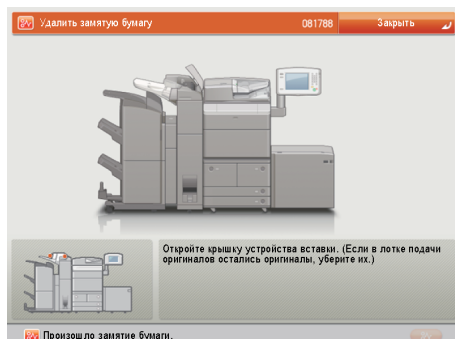 Удалить замятую бумагу 081788 Закрыть
Откройте крышку устройства вставки. (Если в лотке подачи
оригиналов остались оригиналы, уберите их.)
Произошло замятие бумаги.